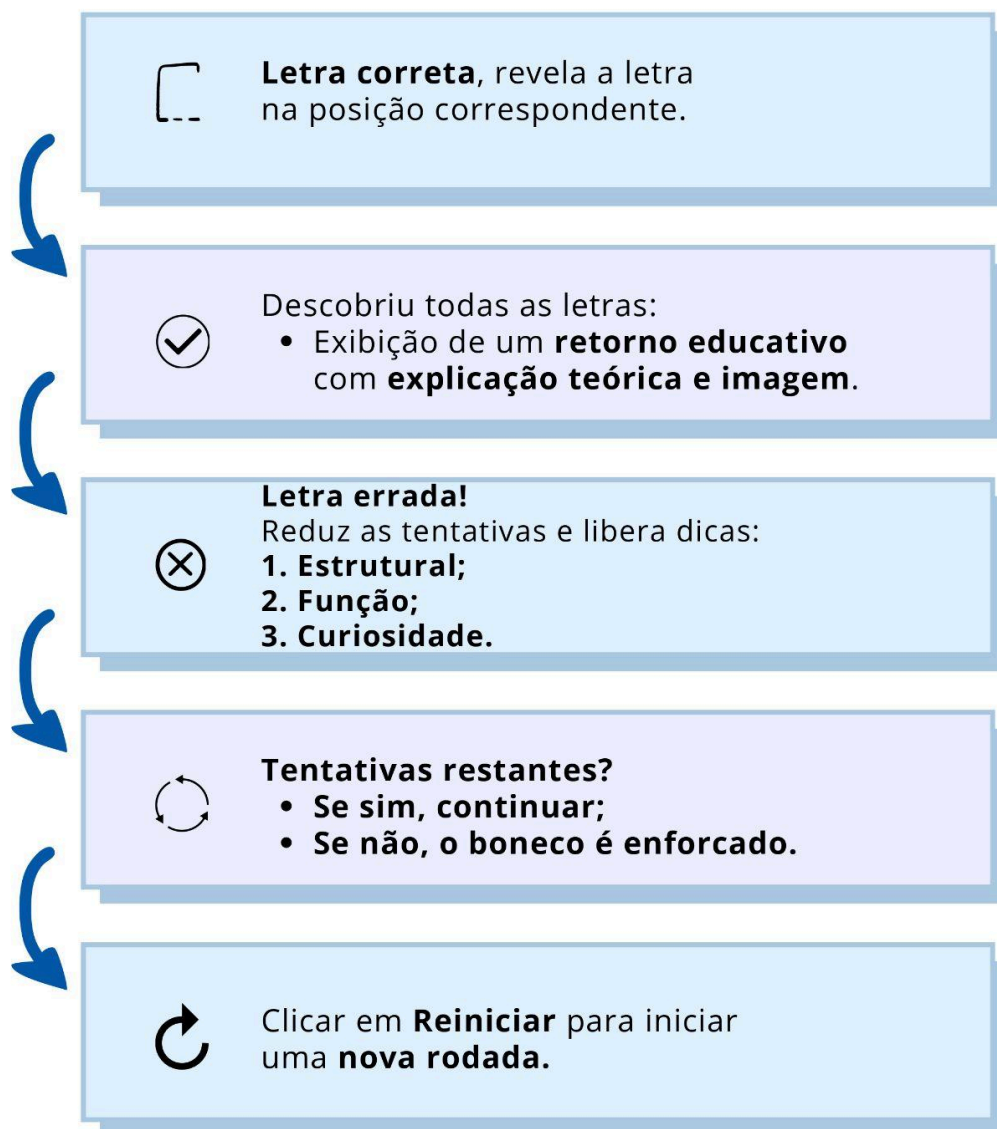 Letra correta, revela a letra
na posição correspondente.
Descobriu todas as letras:
• Exibição de um retorno educativo
com explicação teórica e imagem.
Letra errada!
Reduz as tentativas e libera dicas:
1. Estrutural;
2. Função;
3. Curiosidade.
Tentativas restantes?
• Se sim, continuar;
• Se não, o boneco é enforcado.
Clicar em Reiniciar para iniciar
uma nova rodada.